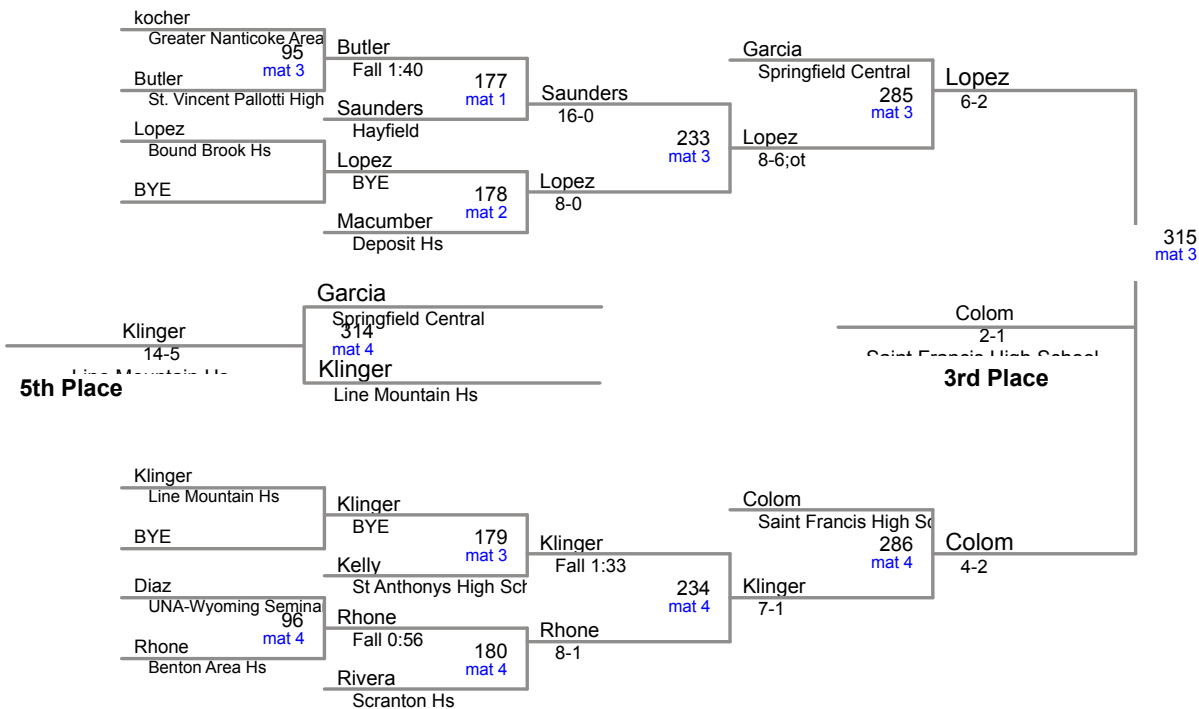 kocher
Greater Nanticoke Area
95
mat 3
Butler
St. Vincent Pallotti High
Butler
Fall 1:40
177
mat 1
Saunders
Hayfield
Saunders
16-0
Lopez
Bound Brook Hs
BYE
Lopez
BYE
178
mat 2
Macumber
Deposit Hs
Lopez
8-0
233
mat 3
Garcia
Springfield Central
285
mat 3
Lopez
8-6;ot
Lopez
6-2
315
mat 3
Garcia
Springfield Central
314
mat 4
Klinger
Line Mountain Hs
Klinger
14-5
Line Mountain Hs
5th Place
Colom
2-1
Saint Francis High School
3rd Place
Klinger
Line Mountain Hs
BYE
Klinger
BYE
179
mat 3
Kelly
St Anthonys High Sch
Klinger
Fall 1:33
Diaz
UNA-Wyoming Semina
96
mat 4
Rhone
Benton Area Hs
Rhone
Fall 0:56
180
mat 4
Rivera
Scranton Hs
Rhone
8-1
234
mat 4
Colom
Saint Francis High Sc
286
mat 4
Klinger
7-1
Colom
4-2